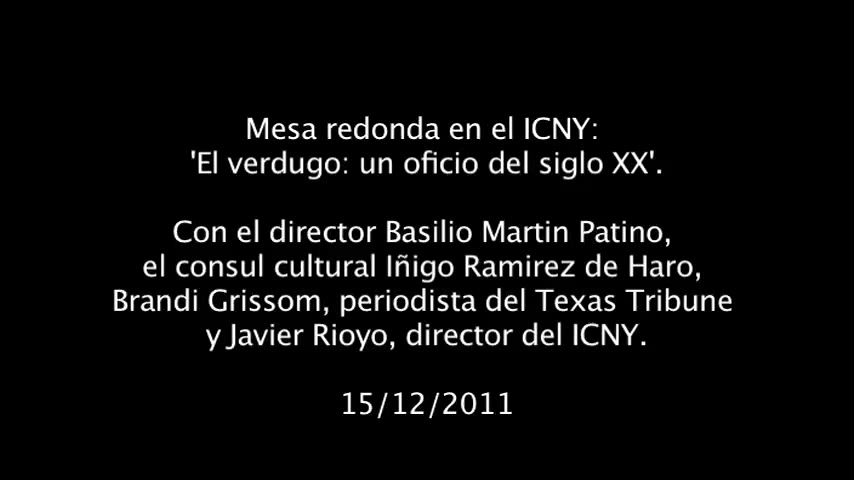 Mesa redonda en el ICNY:
'El verdugo: un oficio del siglo XX'.
Con el director Basilio Martin Patino,
el consul cultural Iñigo Ramirez de Haro,
Brandi Grissom, periodista del Texas Tribune
y Javier Rioyo, director del ICNY.
15/12/2011